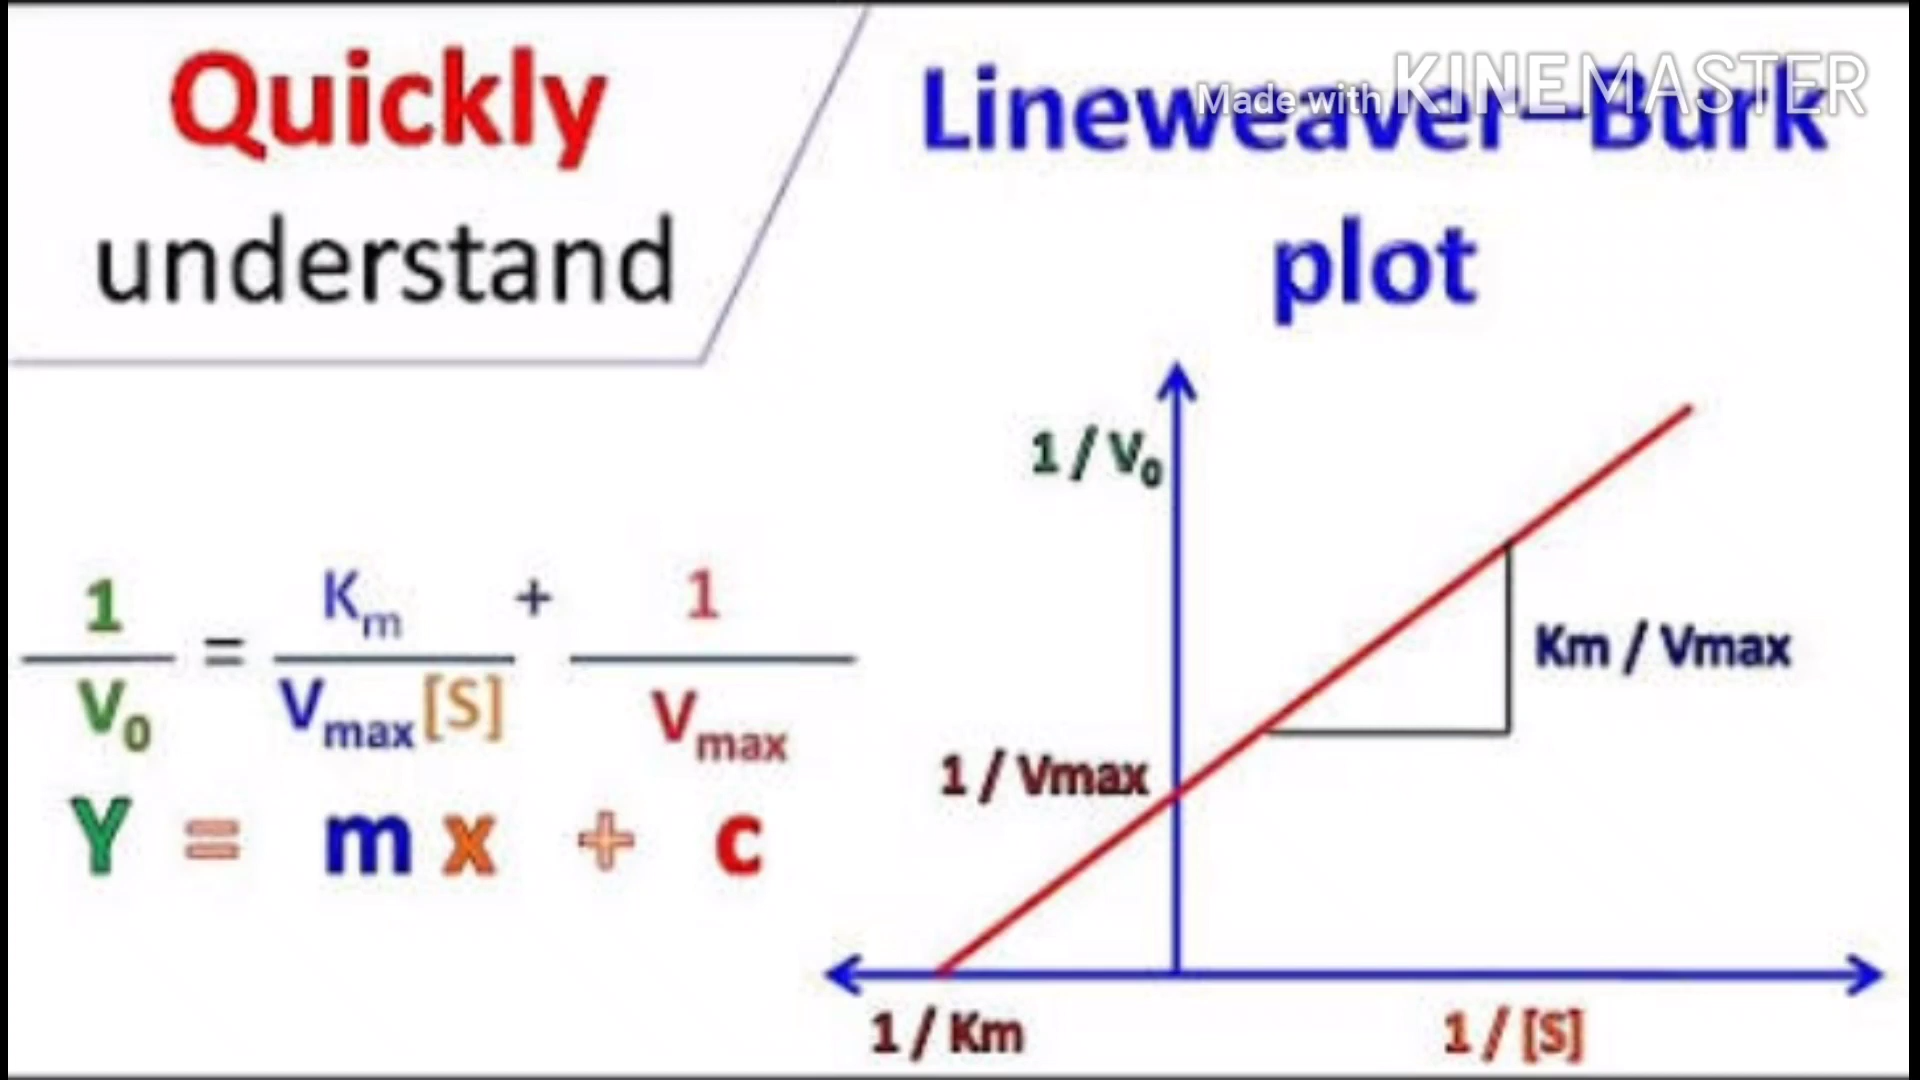 Quickly
understand
Lineweaver–Burk
plot
Made with KINEMASTER
1 / V₀
1 Kₘ + 1
=
V₀ Vmax [S] Vmax
Y = m x + c
Km / Vmax
1 / Vmax
1 / Km
1 / [S]